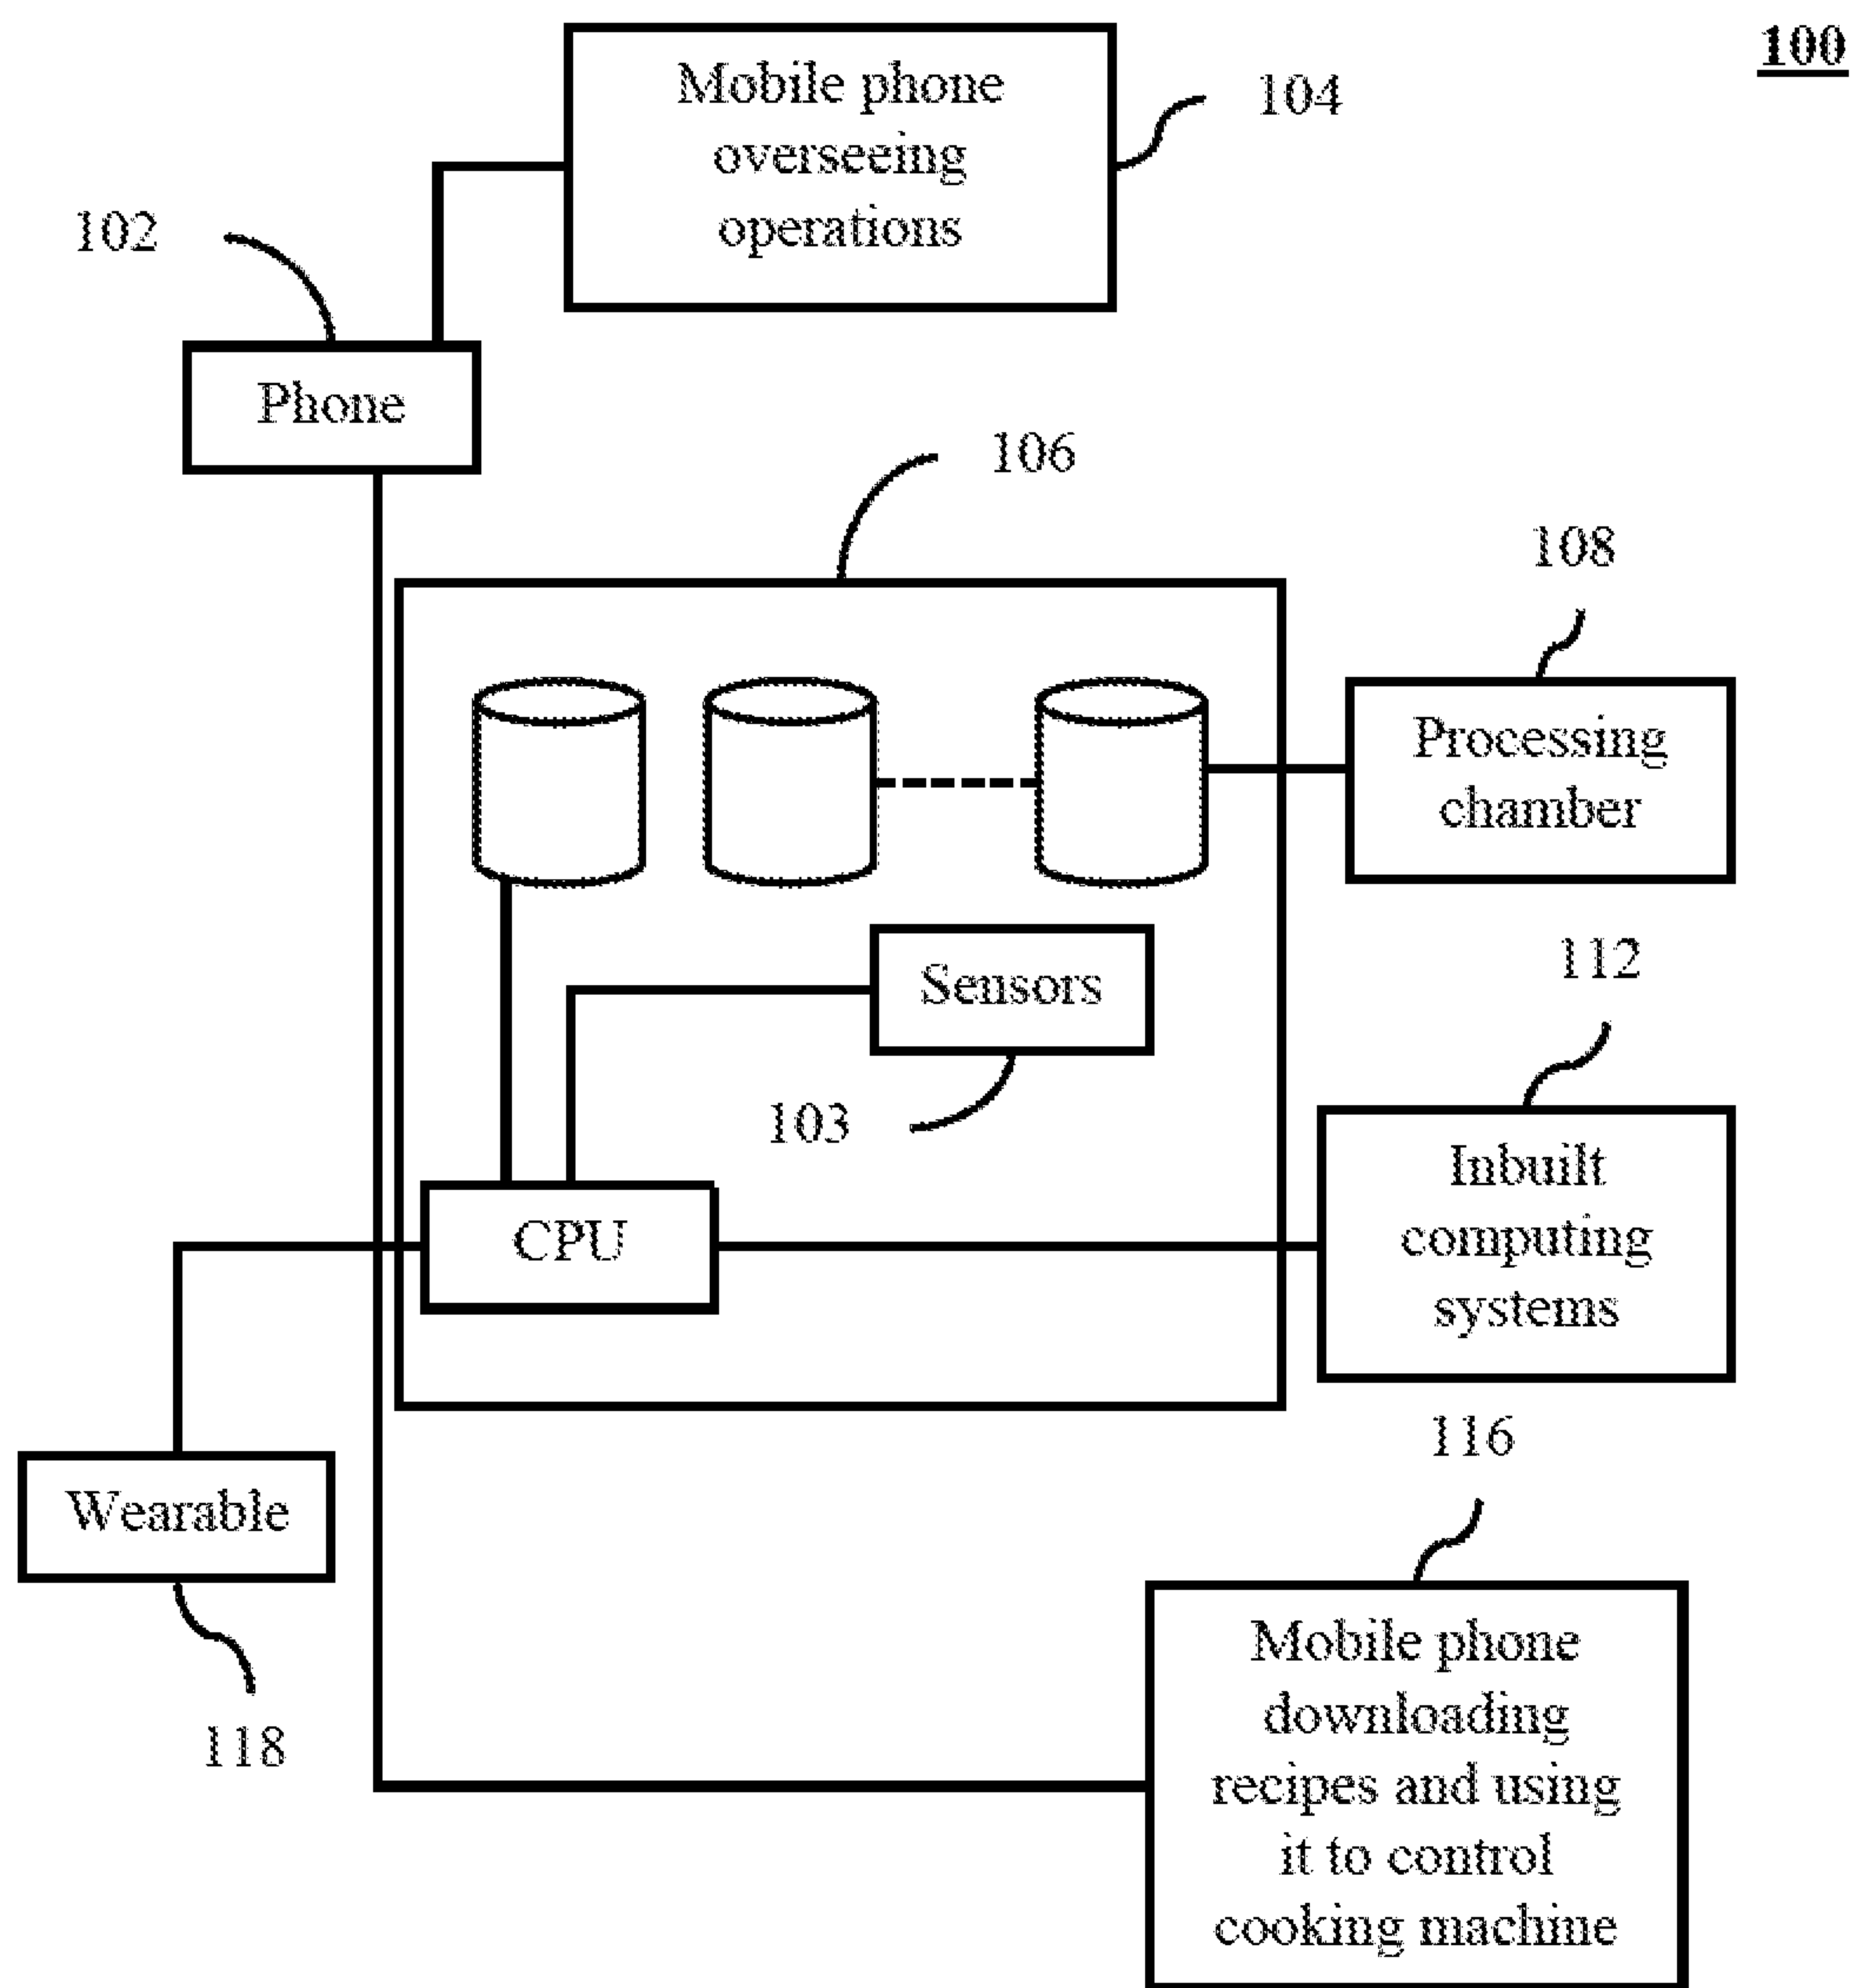 100
Mobile phone
overseeing
operations
104
102
Phone
106
108
Processing
chamber
Sensors
112
103
Inbuilt
computing
systems
CPU
116
Wearable
118
Mobile phone
downloading
recipes and using
it to control
cooking machine